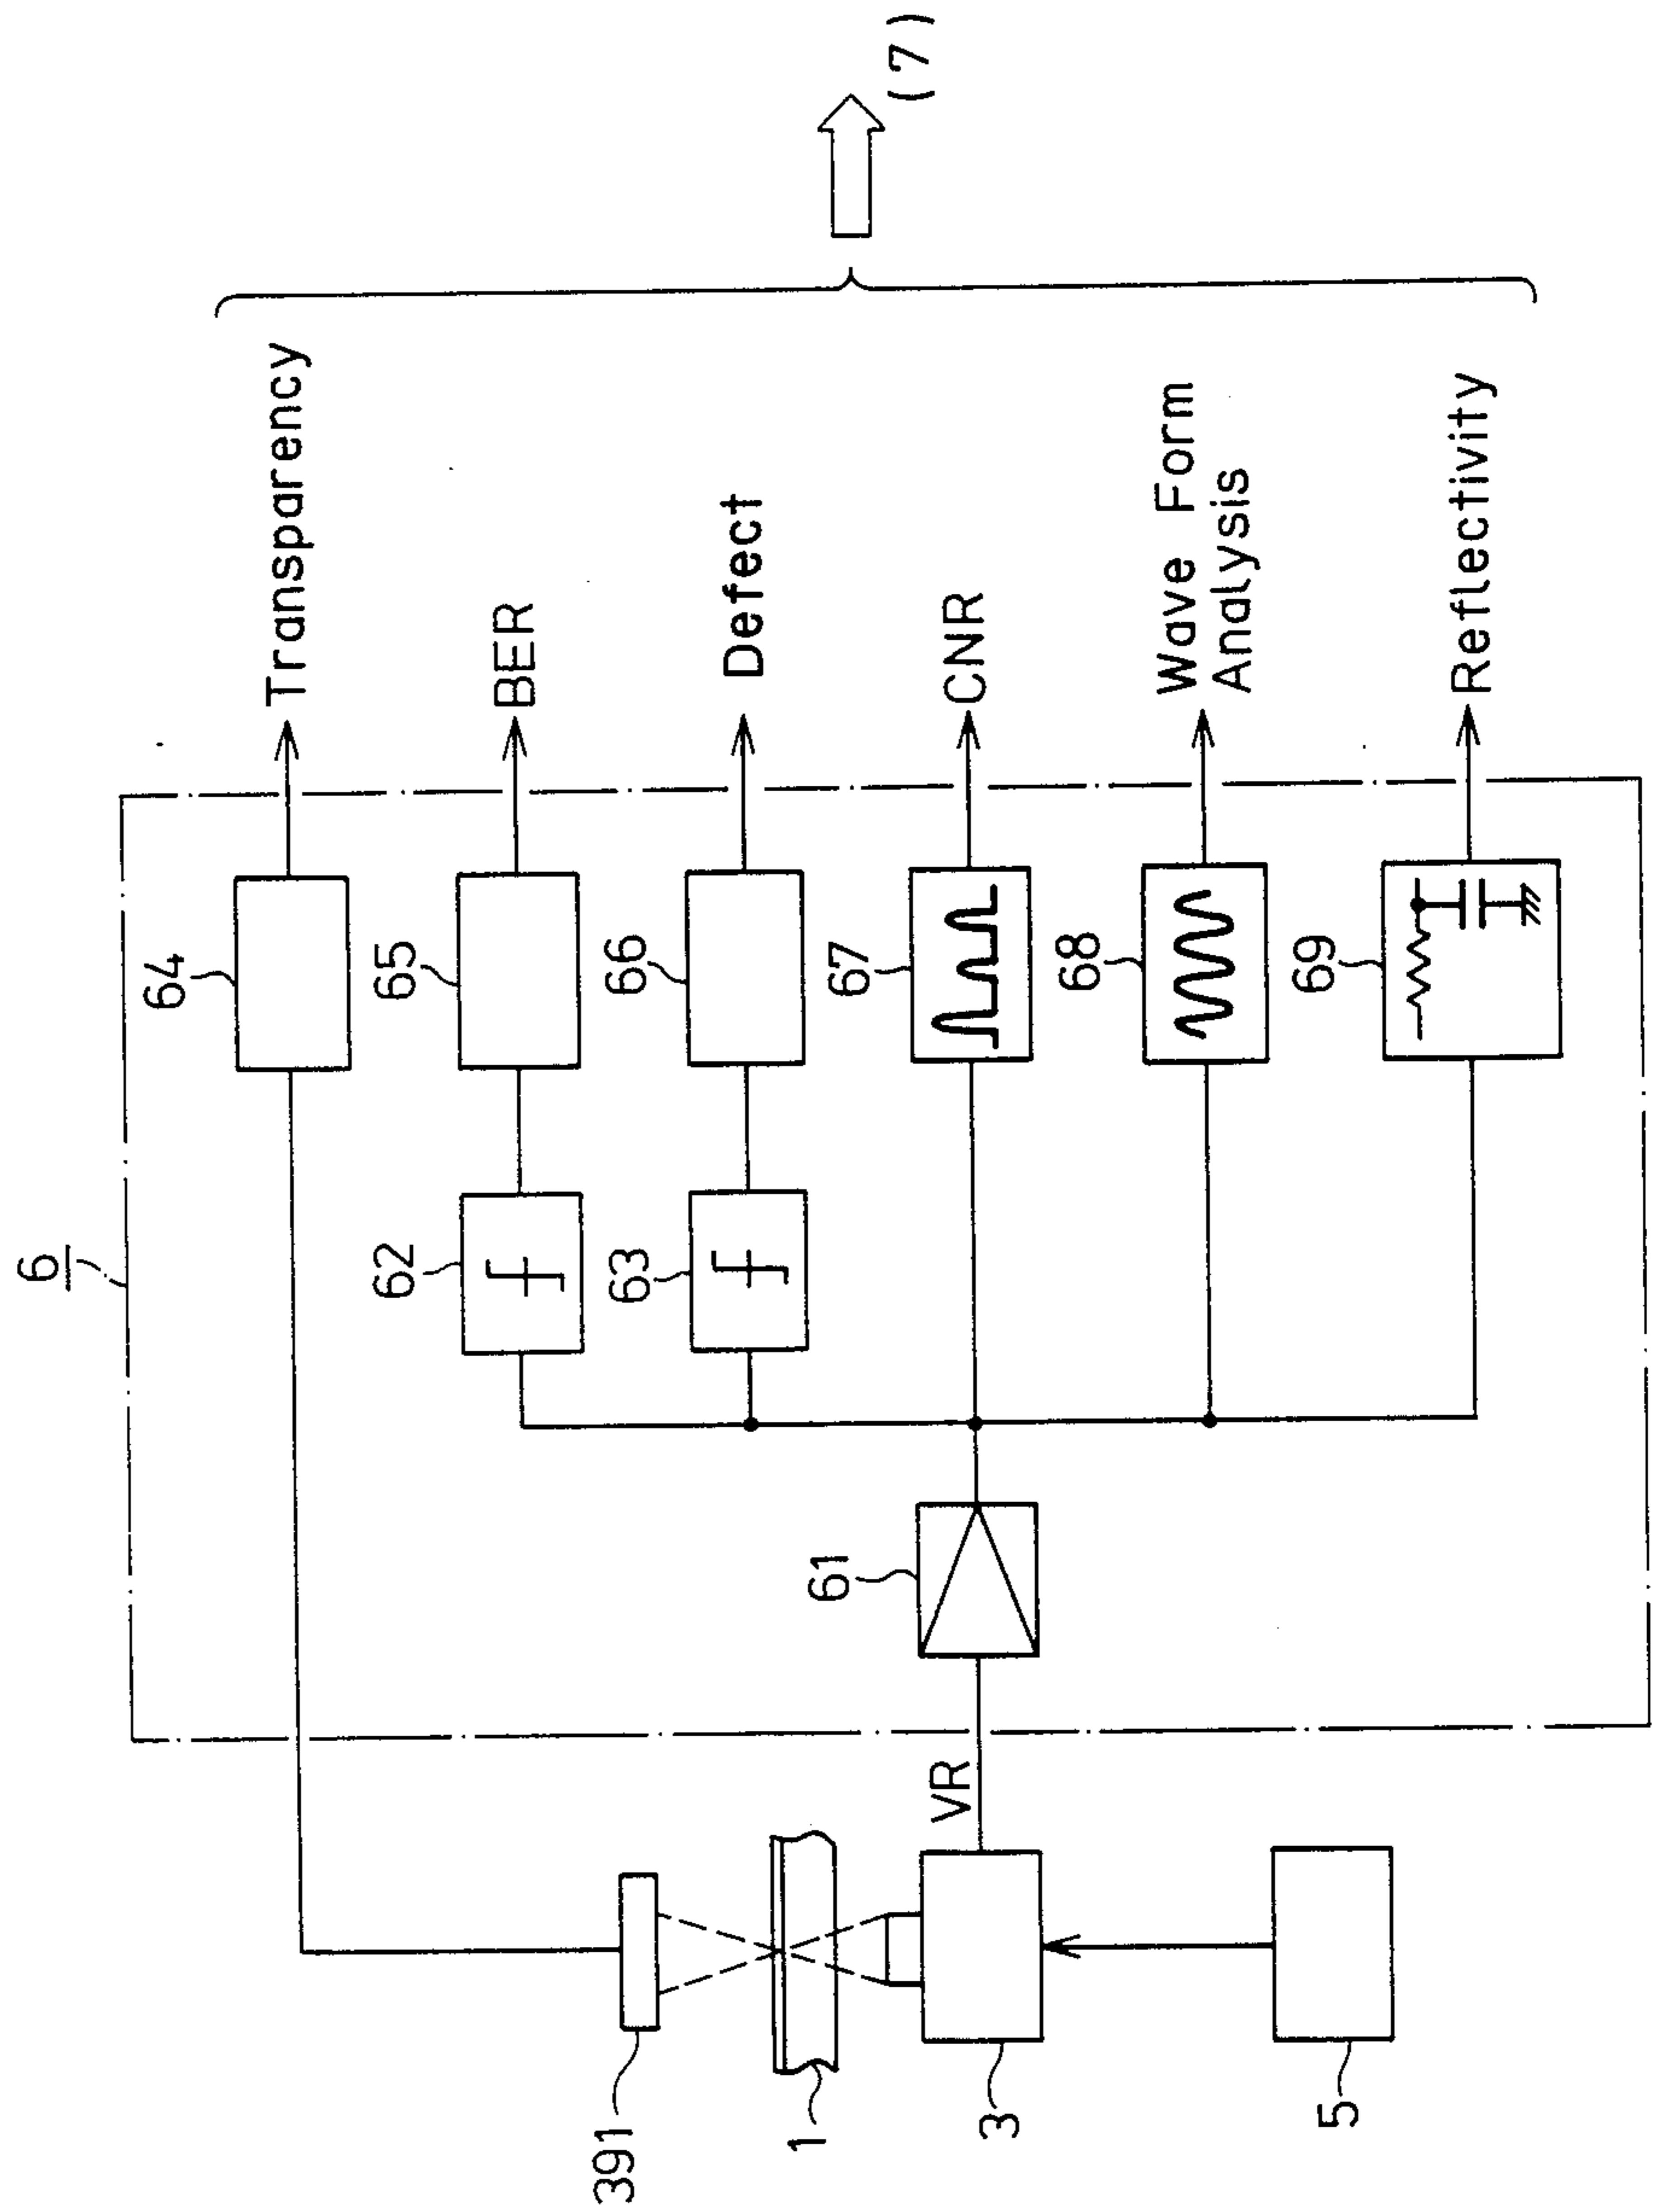 6
64
Transparency
62
65
BER
63
66
Defect
( 7 )
67
CNR
61
68
Wave Form
Analysis
69
Reflectivity
391
1
VR
3
5